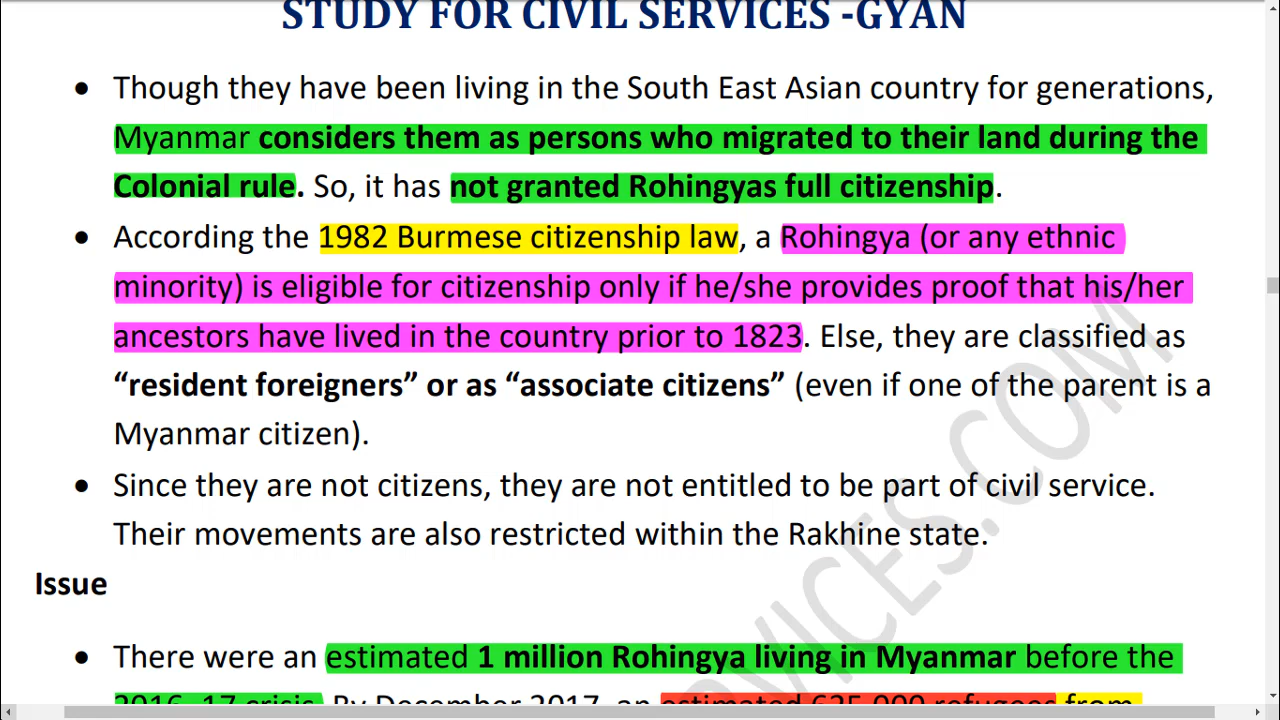 STUDY FOR CIVIL SERVICES -GYAN
• Though they have been living in the South East Asian country for generations,
Myanmar considers them as persons who migrated to their land during the
Colonial rule. So, it has not granted Rohingyas full citizenship.
• According the 1982 Burmese citizenship law, a Rohingya (or any ethnic
minority) is eligible for citizenship only if he/she provides proof that his/her
ancestors have lived in the country prior to 1823. Else, they are classified as
“resident foreigners” or as “associate citizens” (even if one of the parent is a
Myanmar citizen).
• Since they are not citizens, they are not entitled to be part of civil service.
Their movements are also restricted within the Rakhine state.
Issue
• There were an estimated 1 million Rohingya living in Myanmar before the
2016–17 crisis. By December 2017, an estimated 625,000 refugees from
VICES.COM